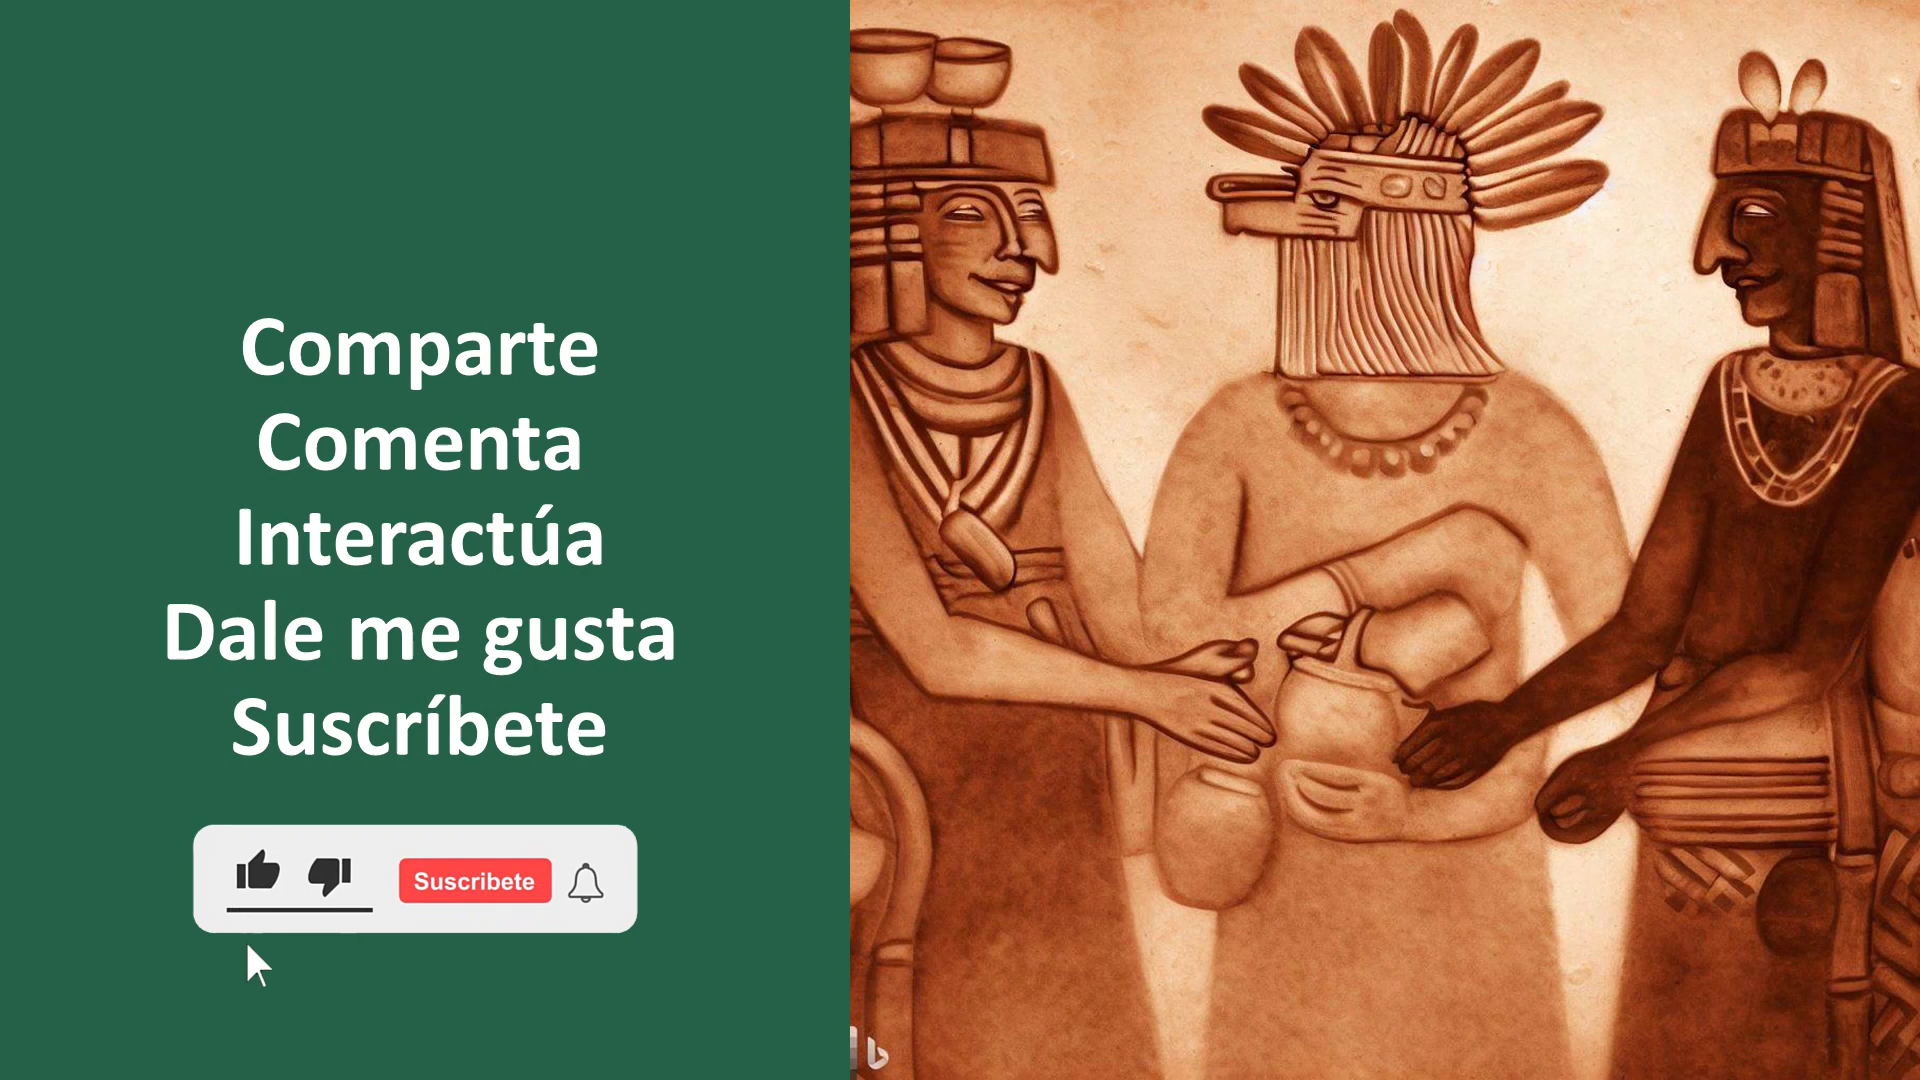 Comparte
Comenta
Interactúa
Dale me gusta
Suscríbete
Suscribete